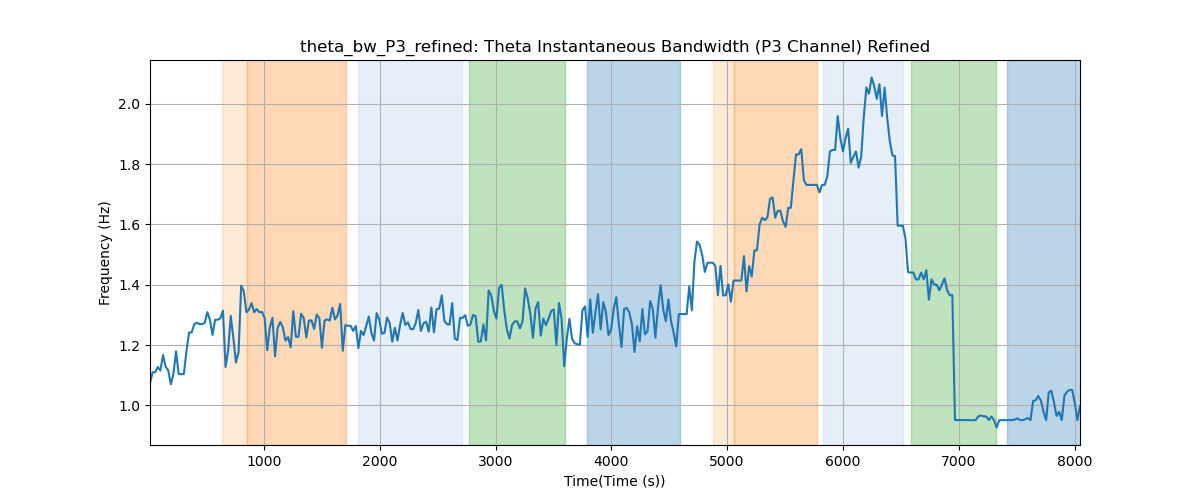 theta_bw_P3_refined: Theta Instantaneous Bandwidth (P3 Channel) Refined
Frequency (Hz)
2.0
1.8
1.6
1.4
1.2
1.0
1000 2000 3000 4000 5000 6000 7000 8000
Time(Time (s))